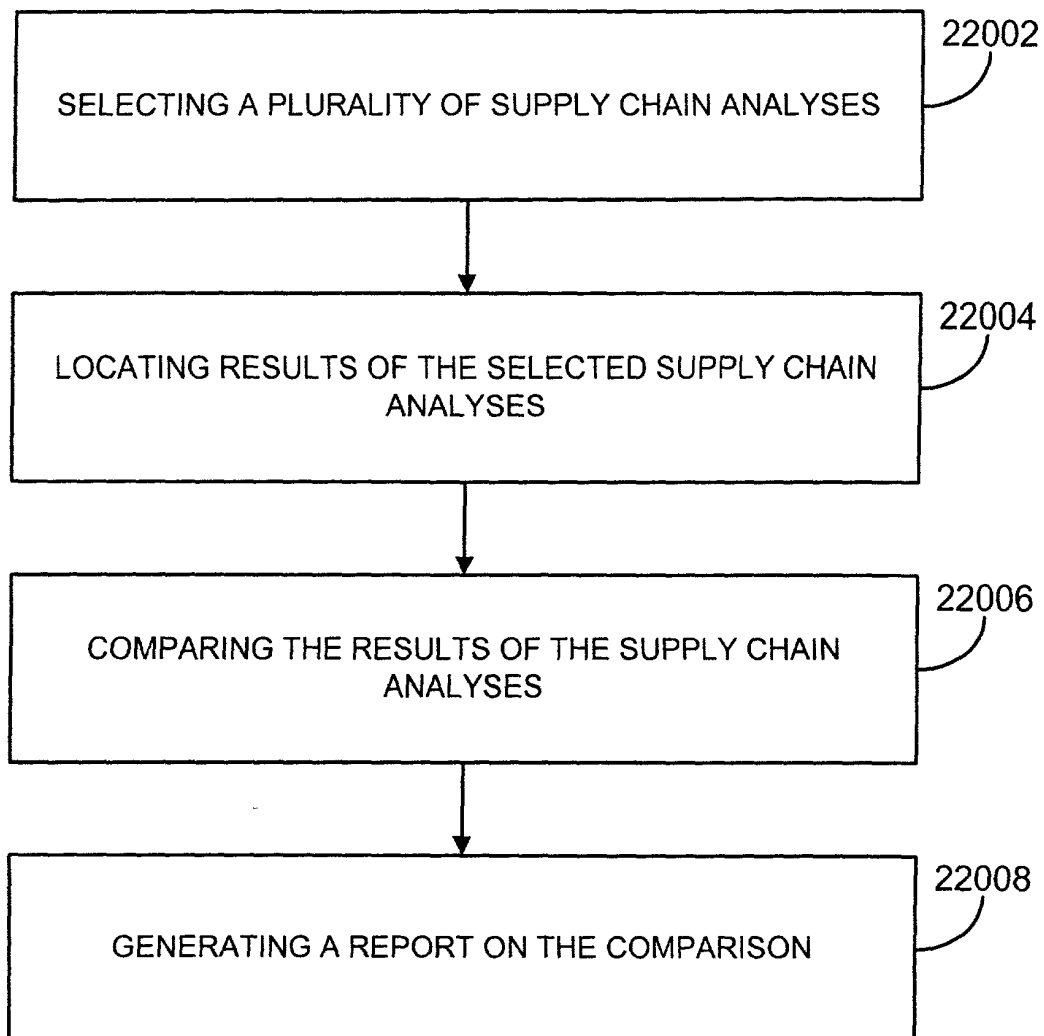 22002
SELECTING A PLURALITY OF SUPPLY CHAIN ANALYSES
22004
LOCATING RESULTS OF THE SELECTED SUPPLY CHAIN
ANALYSES
22006
COMPARING THE RESULTS OF THE SUPPLY CHAIN
ANALYSES
22008
GENERATING A REPORT ON THE COMPARISON